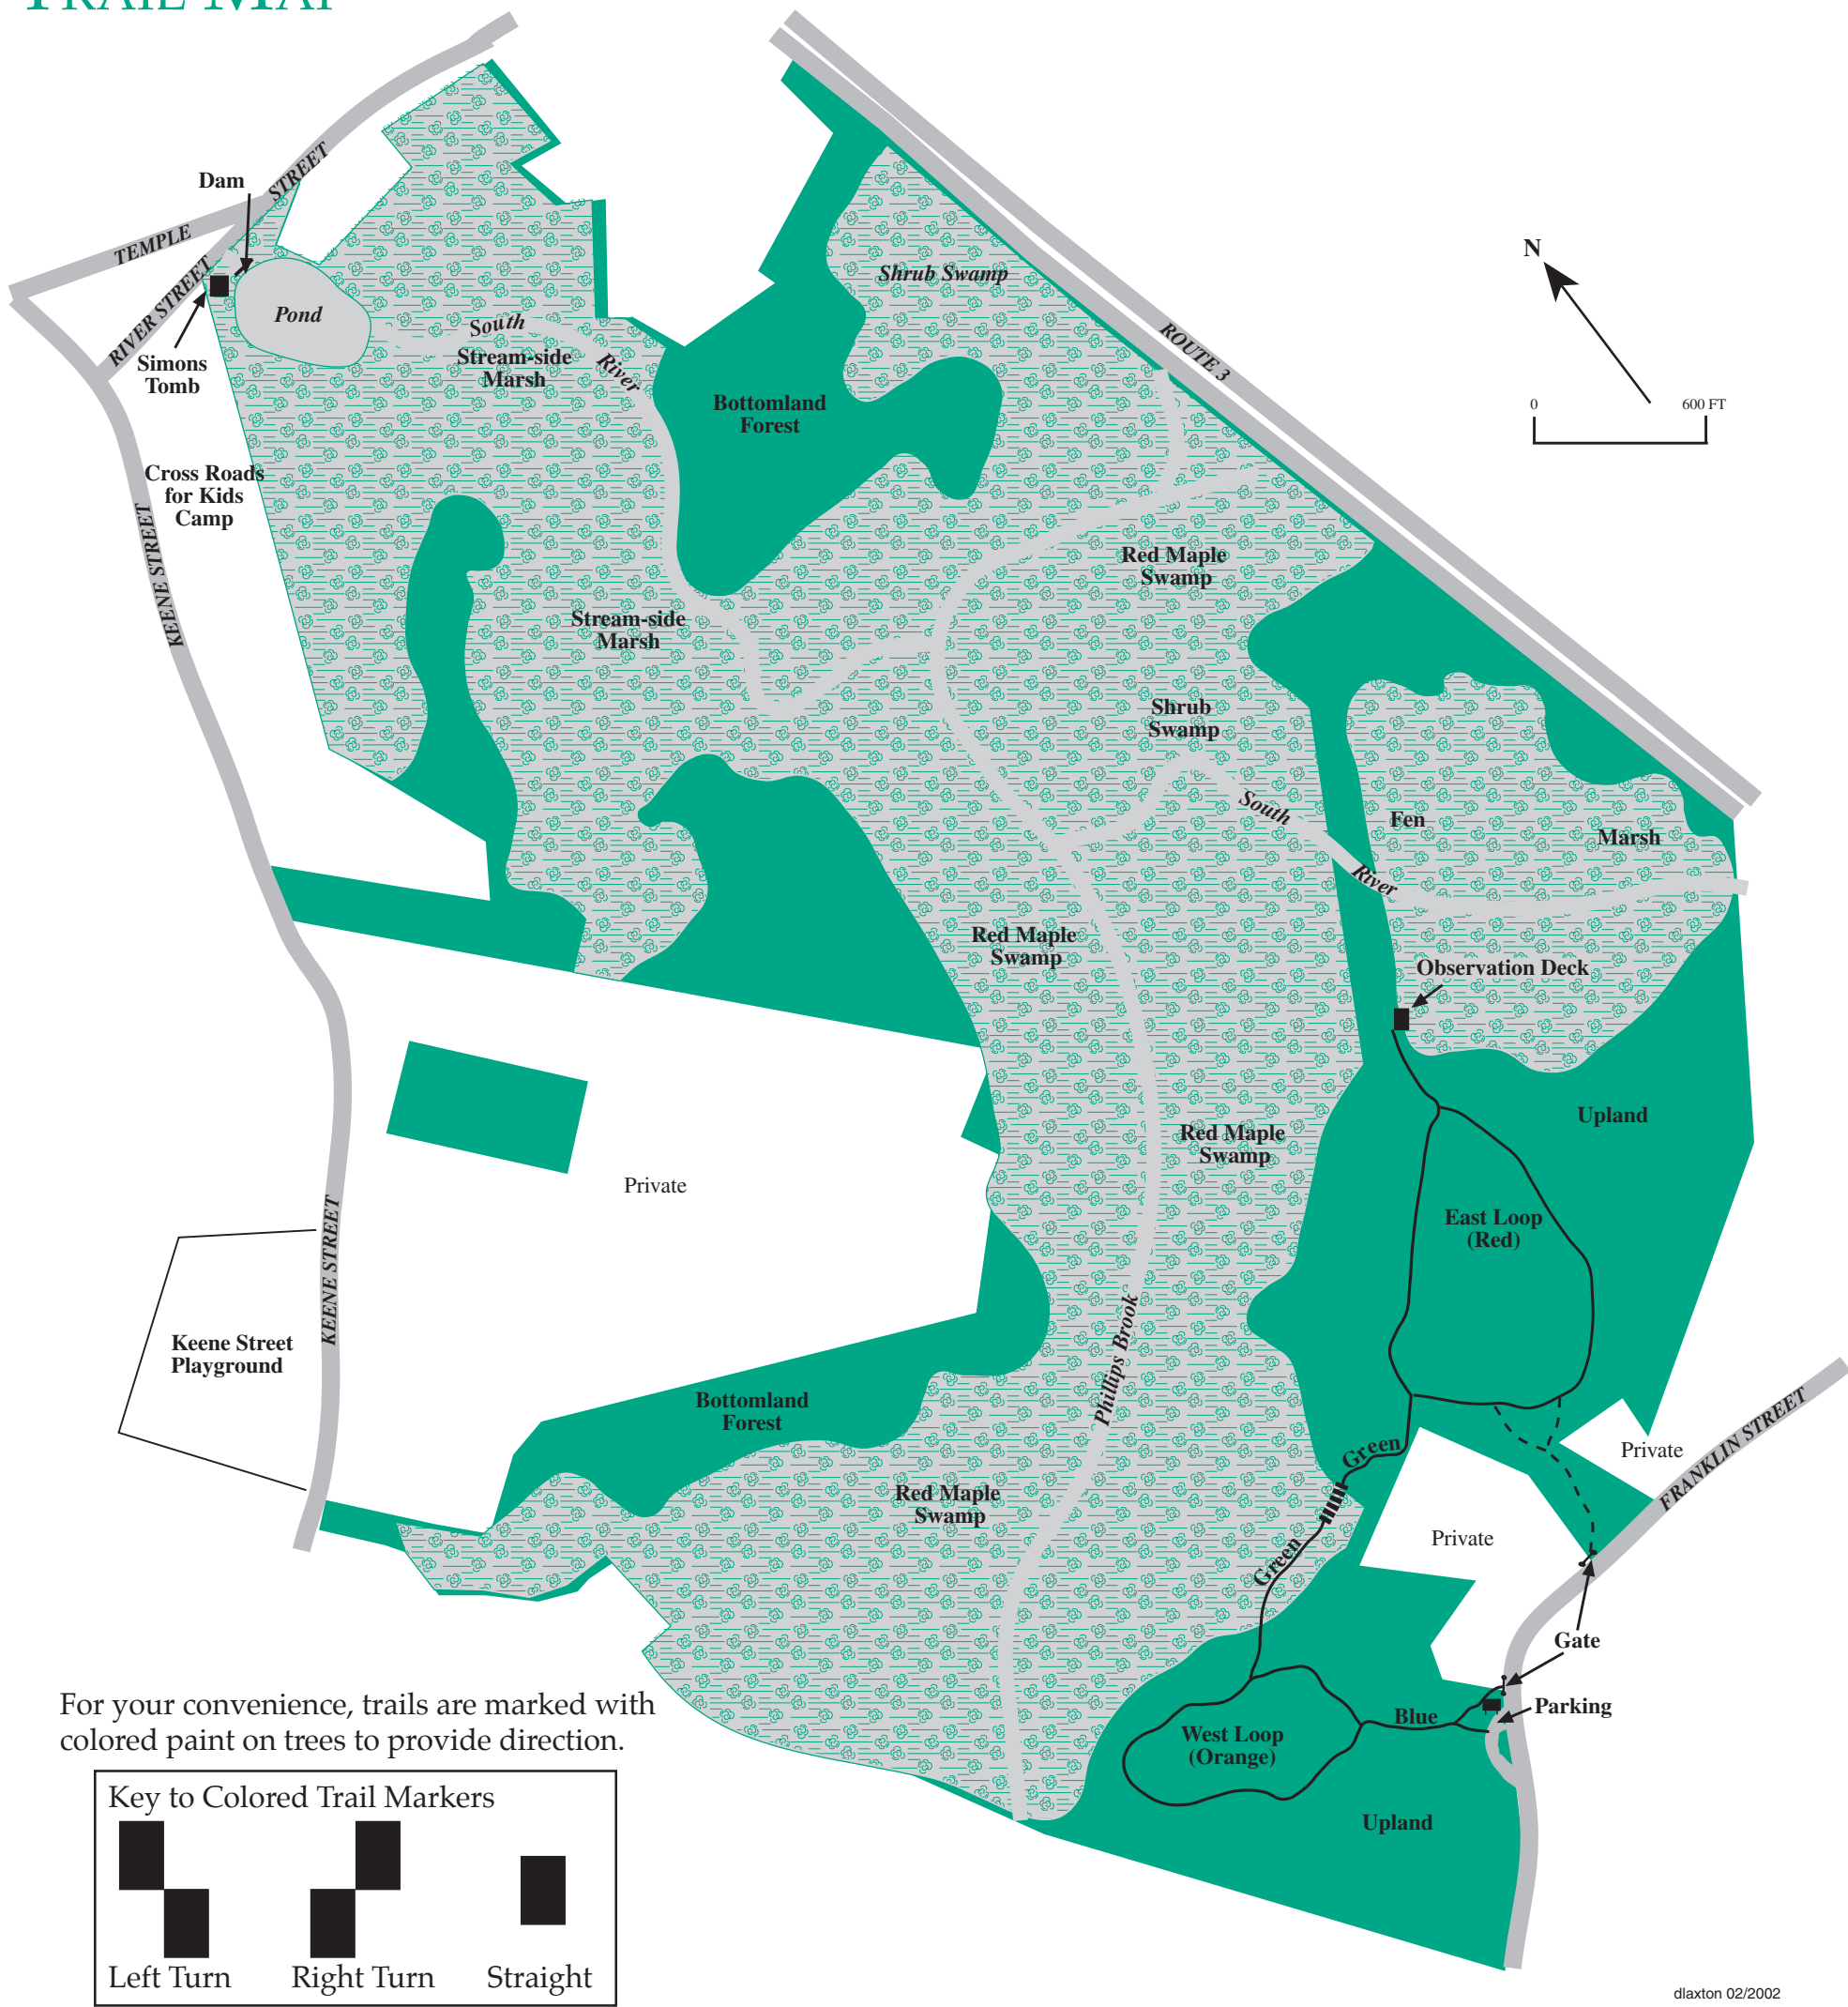 TRAIL MAP
Dam
TEMPLE
STREET
RIVER STREET
Pond
Simons
Tomb
South
River
Stream-side
Marsh
Shrub Swamp
ROUTE 3
N
0
600 FT
Bottomland
Forest
Cross Roads
for Kids
Camp
KEENE STREET
Stream-side
Marsh
Red Maple
Swamp
Shrub
Swamp
South
River
Fen
Marsh
Red Maple
Swamp
Observation Deck
Upland
Red Maple
Swamp
Private
East Loop
(Red)
KEENE STREET
Keene Street
Playground
Phillips Brook
Bottomland
Forest
Green
Private
FRANKLIN STREET
Red Maple
Swamp
Private
Green
Gate
Parking
Blue
West Loop
(Orange)
Upland
For your convenience, trails are marked with
colored paint on trees to provide direction.
Key to Colored Trail Markers
Left Turn
Right Turn
Straight
dlaxton 02/2002